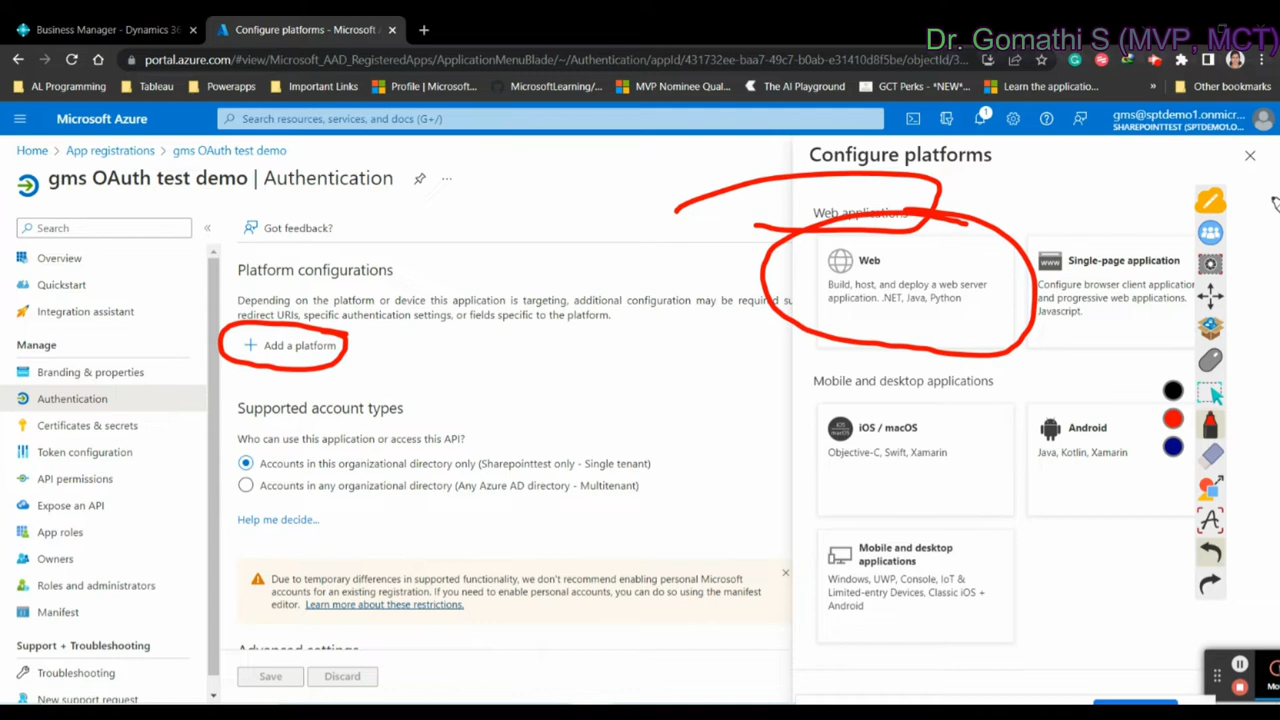 Business Manager - Dynamics 36
Configure platforms - Microsoft A
Dr. Gomathi S (MVP, MCT)
portal.azure.com/#view/Microsoft_AAD_RegisteredApps/ApplicationMenuBlade/~/Authentication/appId/431732ee-baa7-49c7-b0ab-e31410d8f5be/objectId/3...
AI Programming
Tableau
Powerapps
Important Links
Profile | Microsoft...
MicrosoftLearning/...
MVP Nominee Qual...
The AI Playground
GCT Perks - *NEW*...
Learn the applicatio...
»
Other bookmarks
Microsoft Azure
Search resources, services, and docs (G+/)
1
gms@sptdemo1.onmicr...
SHAREPOINTTEST (SPTDEMO1.O...
Home > App registrations > gms OAuth test demo
gms OAuth test demo | Authentication
Search
«
Overview
Quickstart
Integration assistant
Manage
Branding & properties
Authentication
Certificates & secrets
Token configuration
API permissions
Expose an API
App roles
Owners
Roles and administrators
Manifest
Support + Troubleshooting
Troubleshooting
New support request
Got feedback?
Platform configurations
Depending on the platform or device this application is targeting, additional configuration may be required su
redirect URIs, specific authentication settings, or fields specific to the platform.
+ Add a platform
Supported account types
Who can use this application or access this API?
Accounts in this organizational directory only (Sharepointtest only - Single tenant)
Accounts in any organizational directory (Any Azure AD directory - Multitenant)
Help me decide...
Due to temporary differences in supported functionality, we don't recommend enabling personal Microsoft
accounts for an existing registration. If you need to enable personal accounts, you can do so using the manifest
editor. Learn more about these restrictions.
Advanced settings
Save
Discard
Configure platforms
Web applications
Web
Build, host, and deploy a web server
application. .NET, Java, Python
www
Single-page application
Configure browser client application
and progressive web applications.
Javascript.
Mobile and desktop applications
iOS / macOS
Objective-C, Swift, Xamarin
Android
Java, Kotlin, Xamarin
Mobile and desktop
applications
Windows, UWP, Console, IoT &
Limited-entry Devices, Classic iOS +
Android
A